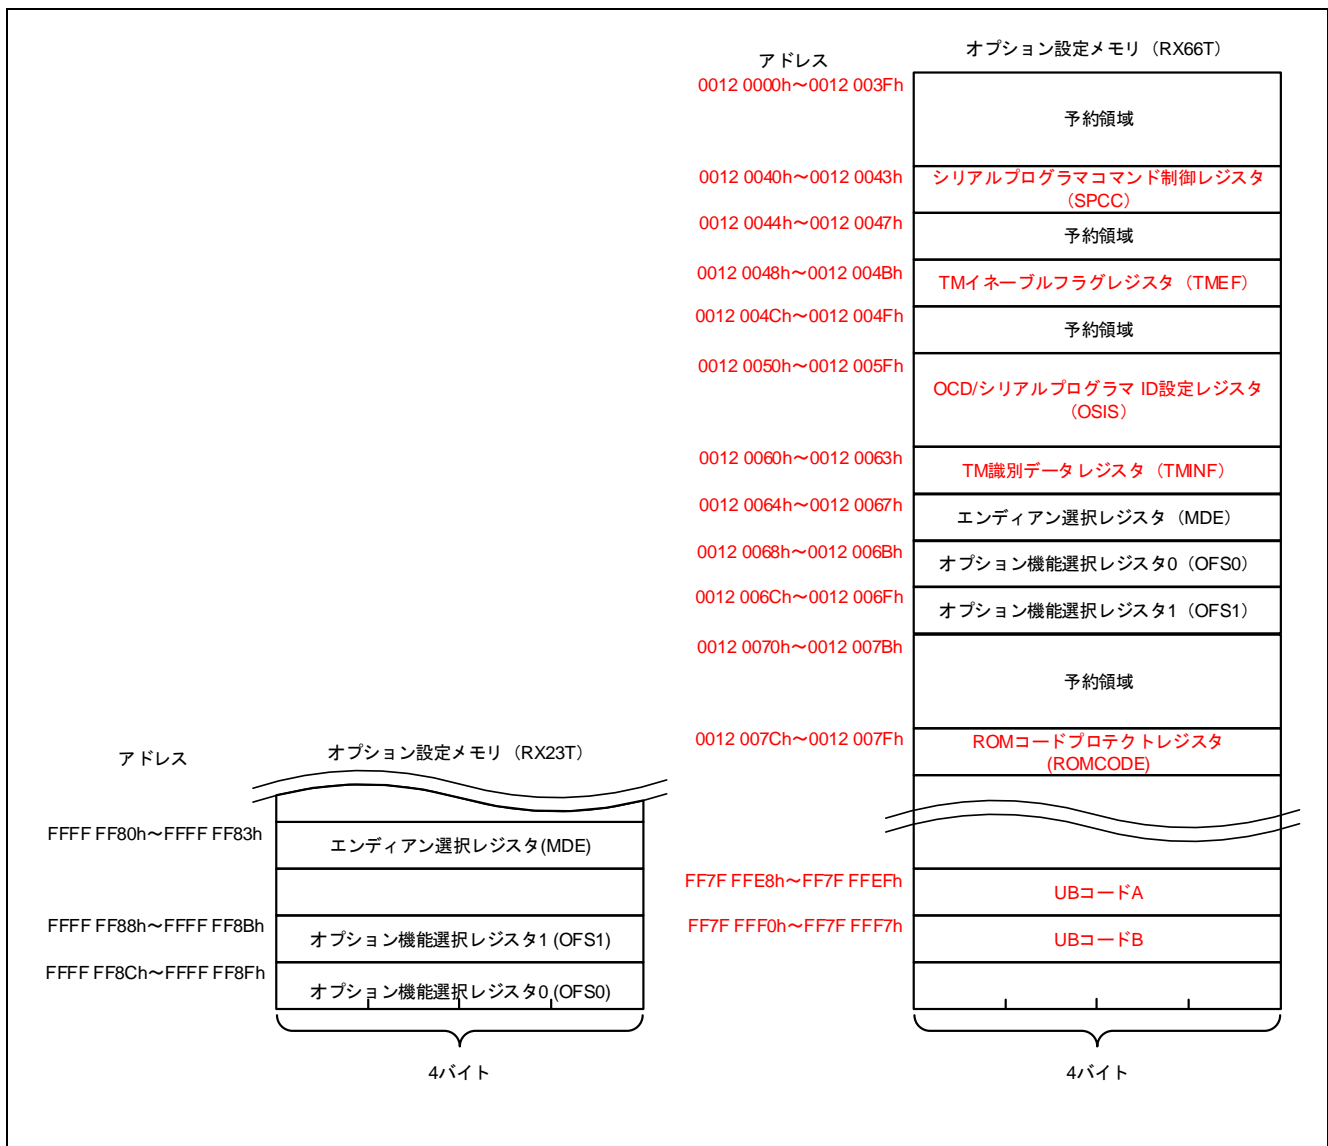 オプション設定メモリ（RX66T）
アドレス
0012 0000h～0012 003Fh
予約領域
0012 0040h～0012 0043h
シリアルプログラマコマンド制御レジスタ
（SPCC）
0012 0044h～0012 0047h
予約領域
0012 0048h～0012 004Bh
TMイネーブルフラグレジスタ（TMEF）
0012 004Ch～0012 004Fh
予約領域
0012 0050h～0012 005Fh
OCD/シリアルプログラマ ID設定レジスタ
（OSIS）
0012 0060h～0012 0063h
TM識別データレジスタ（TMINF）
0012 0064h～0012 0067h
エンディアン選択レジスタ（MDE）
0012 0068h～0012 006Bh
オプション機能選択レジスタ0（OFS0）
0012 006Ch～0012 006Fh
オプション機能選択レジスタ1（OFS1）
0012 0070h～0012 007Bh
予約領域
0012 007Ch～0012 007Fh
ROMコードプロテクトレジスタ
(ROMCODE)
FF7F FFE8h～FF7F FFEFh
UBコードA
FF7F FFF0h～FF7F FFF7h
UBコードB
4バイト
アドレス
オプション設定メモリ（RX23T）
FFFF FF80h～FFFF FF83h
エンディアン選択レジスタ(MDE)
FFFF FF88h～FFFF FF8Bh
オプション機能選択レジスタ1 (OFS1)
FFFF FF8Ch～FFFF FF8Fh
オプション機能選択レジスタ0 (OFS0)
4バイト